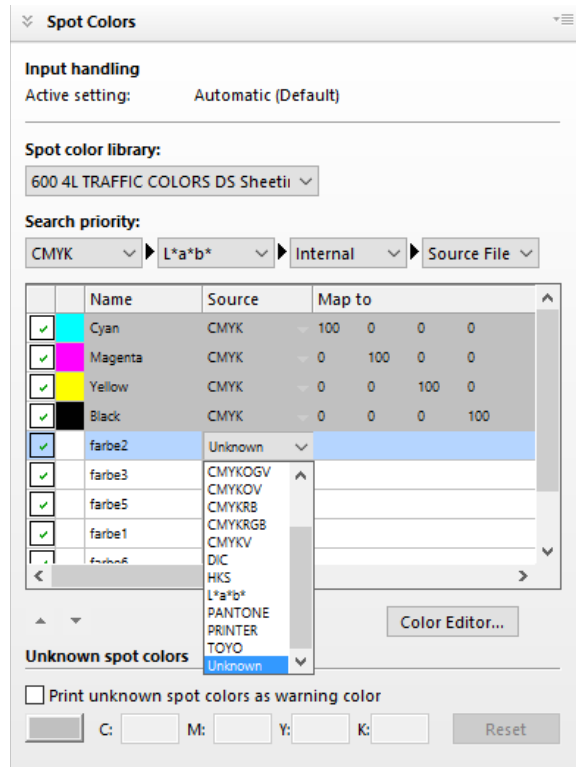 Spot Colors
Input handling
Active setting: Automatic (Default)
Spot color library:
600 4L TRAFFIC COLORS DS Sheetii
Search priority:
CMYK L*a*b* Internal Source File
Name Source Map to
Cyan CMYK 100 0 0 0
Magenta CMYK 0 100 0 0
Yellow CMYK 0 0 100 0
Black CMYK 0 0 0 100
farbe2 Unknown
farbe3 CMYKOGV
CMYKOV
farbe5 CMYKRB
CMYKRGB
farbe1 CMYKV
DIC
farbe6 HKS
L*a*b*
PANTONE
PRINTER
TOYO
Unknown
Color Editor...
Unknown spot colors
Print unknown spot colors as warning color
C: M: Y: K: Reset